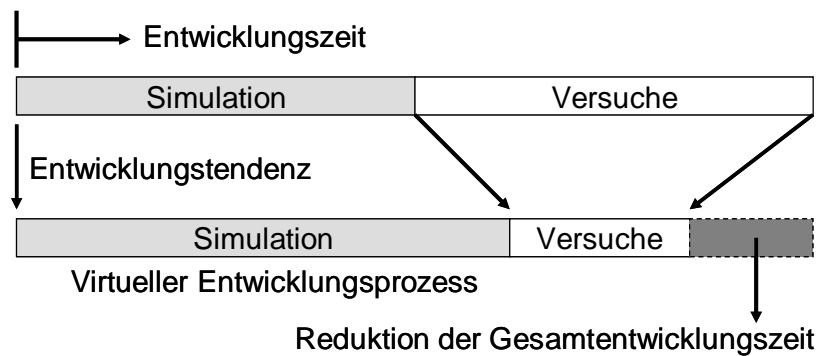 Entwicklungszeit
Simulation Versuche
Entwicklungstendenz
Simulation Versuche
Virtueller Entwicklungsprozess
Reduktion der Gesamtentwicklungszeit